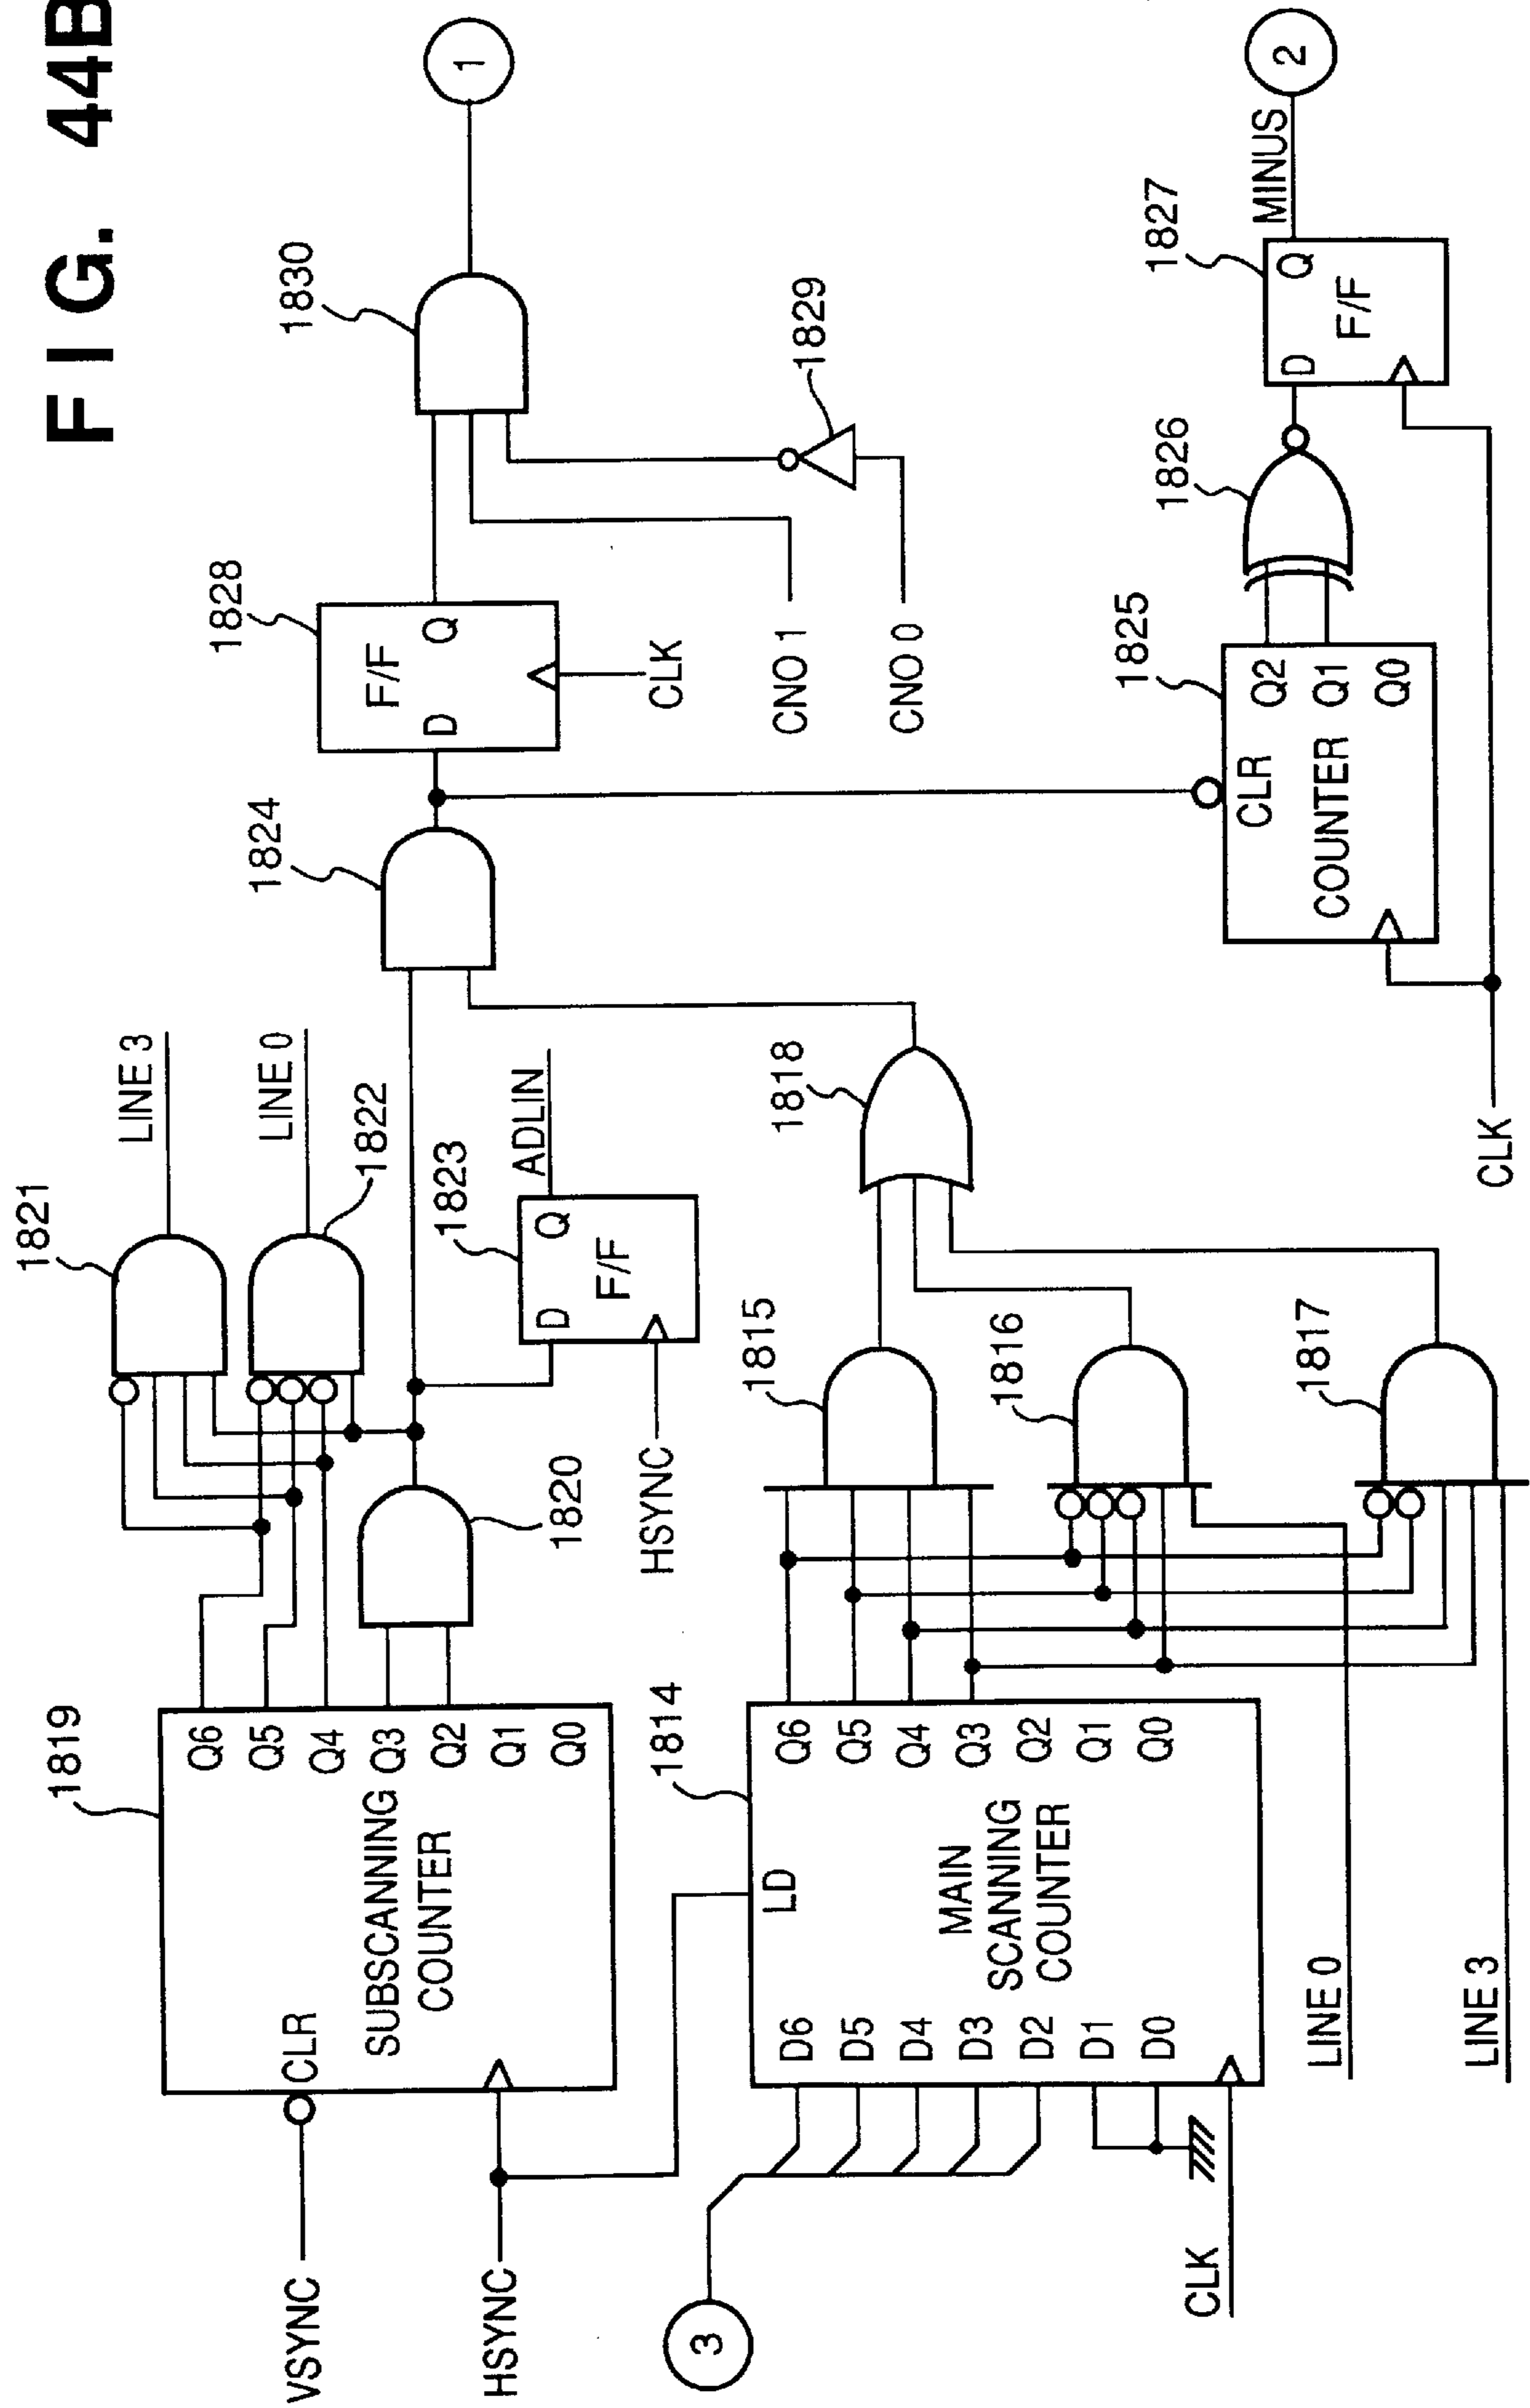 FIG. 44B
1819
VSYNC
CLR
SUBSCANNING
COUNTER
HSYNC
Q6
Q5
Q4
Q3
Q2
Q1
Q0
1820
1821
LINE 3
LINE 0
1822
1823
D
Q
F/F
ADLIN
HSYNC
1824
1828
D
Q
F/F
CLK
CNO 1
CNO 0
1829
1830
1
3
1814
LD
MAIN
SCANNING
COUNTER
D6
D5
D4
D3
D2
D1
D0
CLK
Q6
Q5
Q4
Q3
Q2
Q1
Q0
LINE 0
LINE 3
1815
1816
1817
1818
1825
CLR
COUNTER
Q2
Q1
Q0
CLK
1826
1827
D
Q
F/F
MINUS
2